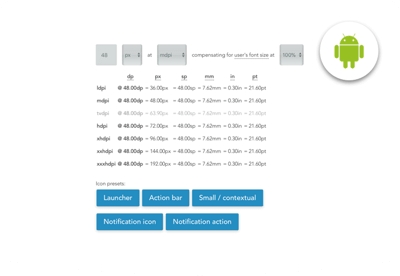 48 px at mdpi compensating for user's font size at 100%
dp px sp mm in pt
ldpi @ 48.00dp = 36.00px = 48.00sp = 7.62mm = 0.30in = 21.60pt
mdpi @ 48.00dp = 48.00px = 48.00sp = 7.62mm = 0.30in = 21.60pt
tvdpi @ 48.00dp = 63.90px = 48.00sp = 7.62mm = 0.30in = 21.60pt
hdpi @ 48.00dp = 72.00px = 48.00sp = 7.62mm = 0.30in = 21.60pt
xhdpi @ 48.00dp = 96.00px = 48.00sp = 7.62mm = 0.30in = 21.60pt
xxhdpi @ 48.00dp = 144.00px = 48.00sp = 7.62mm = 0.30in = 21.60pt
xxxhdpi @ 48.00dp = 192.00px = 48.00sp = 7.62mm = 0.30in = 21.60pt
Icon presets:
Launcher Action bar Small / contextual
Notification icon Notification action